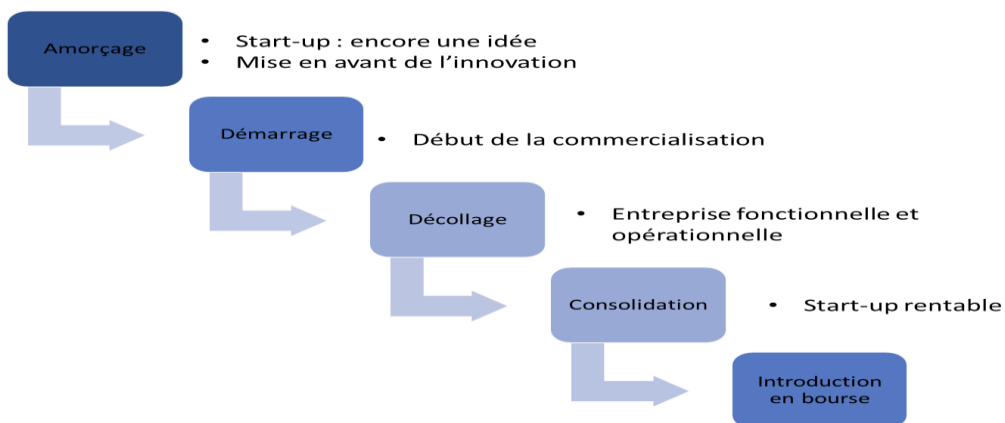 Amorçage
• Start-up : encore une idée
• Mise en avant de l’innovation
Démarrage
• Début de la commercialisation
Décollage
• Entreprise fonctionnelle et
opérationnelle
Consolidation
• Start-up rentable
Introduction
en bourse